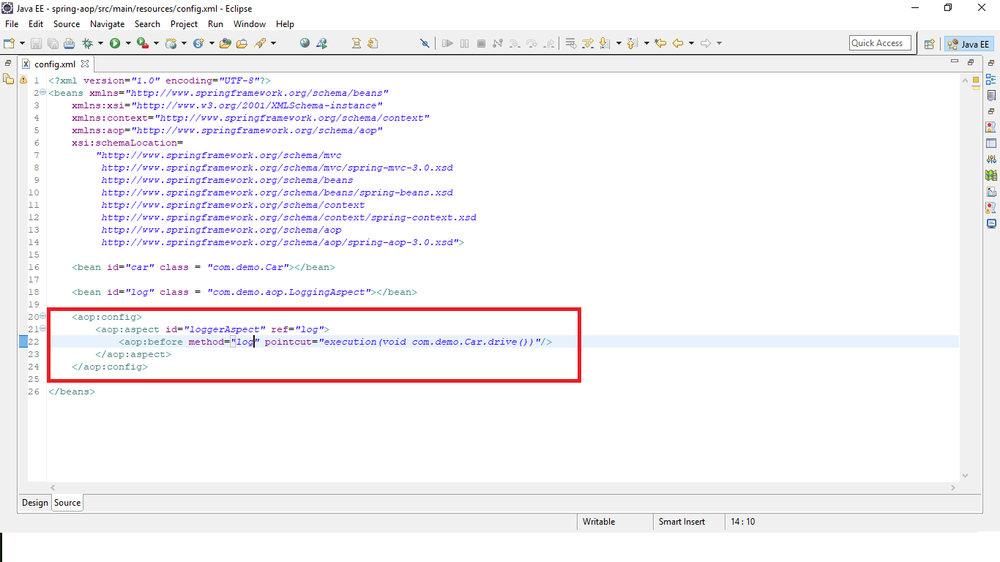 Java EE - spring-aop/src/main/resources/config.xml - Eclipse
File Edit Source Navigate Search Project Run Window Help
Quick Access
Java EE
config.xml
1 <?xml version="1.0" encoding="UTF-8"?>
2 <beans xmlns="http://www.springframework.org/schema/beans"
3     xmlns:xsi="http://www.w3.org/2001/XMLSchema-instance"
4     xmlns:context="http://www.springframework.org/schema/context"
5     xmlns:aop="http://www.springframework.org/schema/aop"
6     xsi:schemaLocation=
7         "http://www.springframework.org/schema/mvc
8          http://www.springframework.org/schema/mvc/spring-mvc-3.0.xsd
9          http://www.springframework.org/schema/beans
10          http://www.springframework.org/schema/beans/spring-beans.xsd
11          http://www.springframework.org/schema/context
12          http://www.springframework.org/schema/context/spring-context.xsd
13          http://www.springframework.org/schema/aop
14          http://www.springframework.org/schema/aop/spring-aop-3.0.xsd">
15
16     <bean id="car" class = "com.demo.Car"></bean>
17
18     <bean id="log" class = "com.demo.aop.LoggingAspect"></bean>
19
20     <aop:config>
21         <aop:aspect id="loggerAspect" ref="log">
22             <aop:before method="log" pointcut="execution(void com.demo.Car.drive())"/>
23         </aop:aspect>
24     </aop:config>
25
26 </beans>
Design Source
Writable Smart Insert 14 : 10